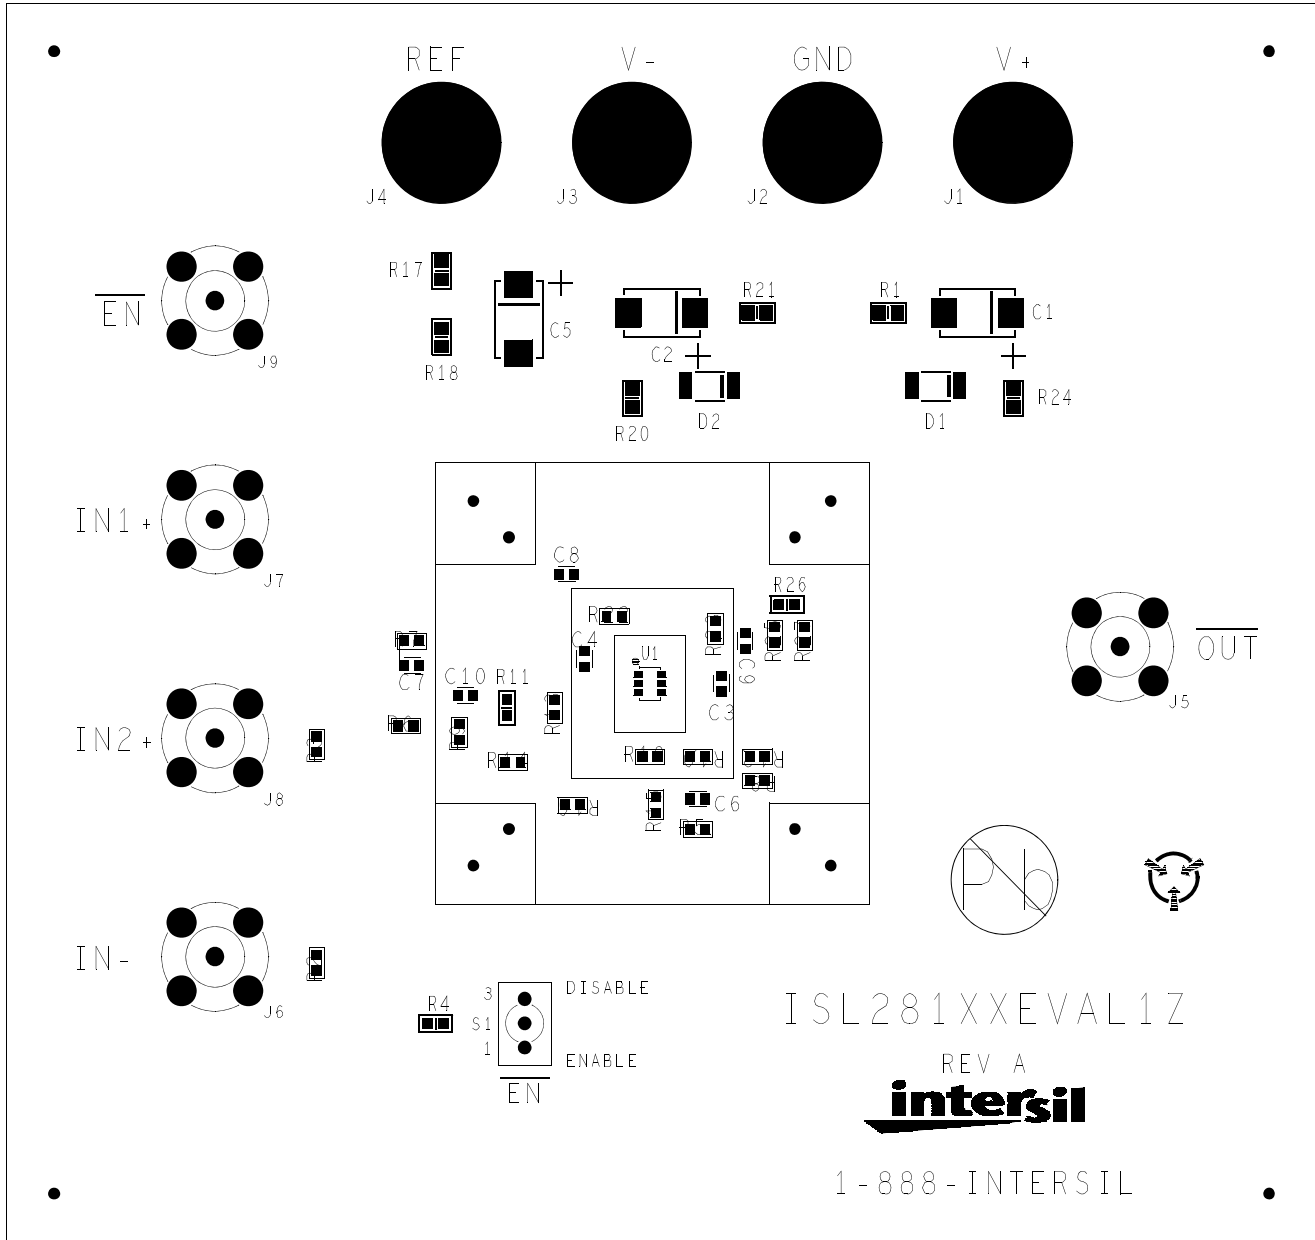 REF V- GND V+
J4 J3 J2 J1
EN
J9
R17
R18
C5
C2
R21
R1
C1
R20
D2
D1
R24
IN1+
J7
C8
R26
C4
U1
C9
C3
C7
C10
R11
OUT
J5
IN2+
J8
C6
Pb
IN-
J6
R4
3 DISABLE
S1
1 ENABLE
EN
ISL281XXEVAL1Z
REV A
intersil
1-888-INTERSIL